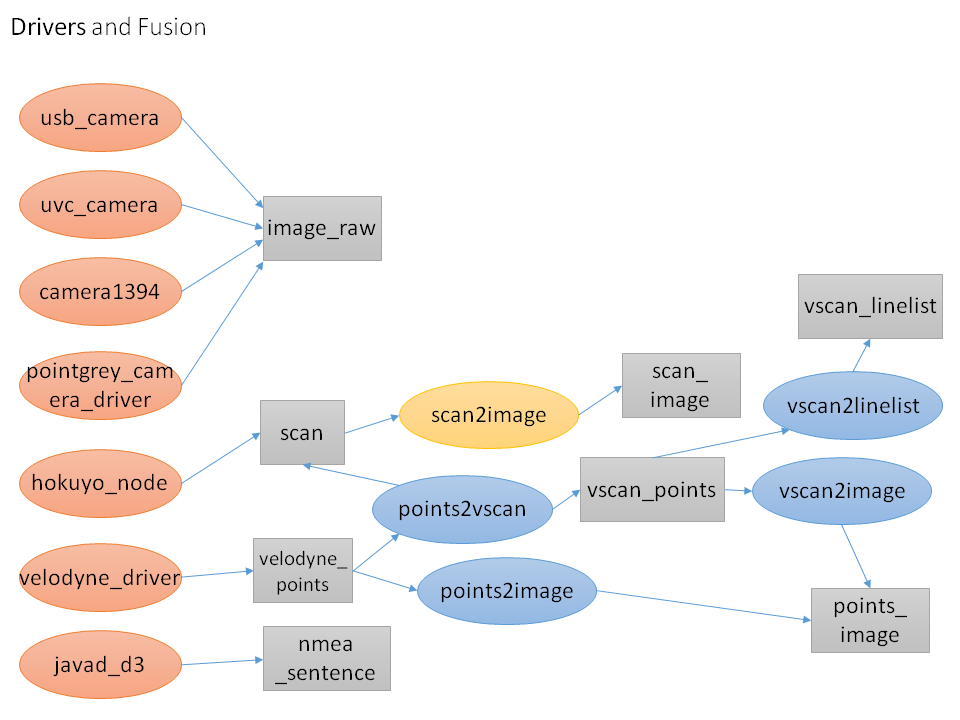 Drivers and Fusion
usb_camera
uvc_camera
image_raw
camera1394
vscan_linelist
pointgrey_cam
era_driver
scan_
image
vscan2linelist
scan2image
scan
hokuyo_node
vscan_points
vscan2image
points2vscan
velodyne_driver
velodyne_
points
points2image
points_
image
javad_d3
nmea
_sentence